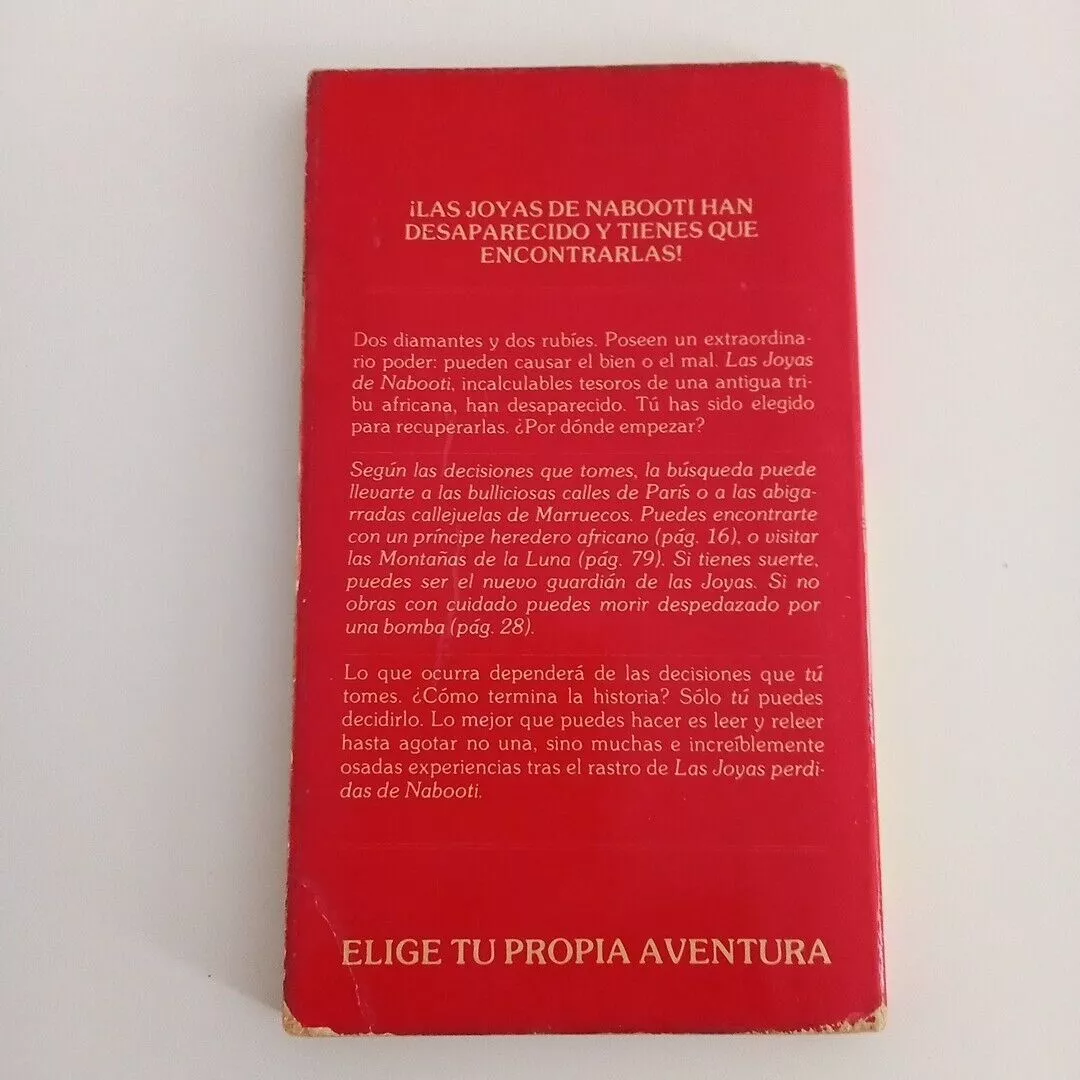 ¡LAS JOYAS DE NABOOTI HAN
DESAPARECIDO Y TIENES QUE
ENCONTRARLAS!
Dos diamantes y dos rubíes. Poseen un extraordina-
rio poder: pueden causar el bien o el mal. Las Joyas
de Nabooti, incalculables tesoros de una antigua tri-
bu africana, han desaparecido. Tú has sido elegido
para recuperarlas. ¿Por dónde empezar?
Según las decisiones que tomes, la búsqueda puede
llevarte a las bulliciosas calles de París o a las abiga-
rradas callejuelas de Marruecos. Puedes encontrarte
con un príncipe heredero africano (pág. 16), o visitar
las Montañas de la Luna (pág. 79). Si tienes suerte,
puedes ser el nuevo guardián de las Joyas. Si no
obras con cuidado puedes morir despedazado por
una bomba (pág. 28).
Lo que ocurra dependerá de las decisiones que tú
tomes. ¿Cómo termina la historia? Sólo tú puedes
decidirlo. Lo mejor que puedes hacer es leer y releer
hasta agotar no una, sino muchas e increíblemente
osadas experiencias tras el rastro de Las Joyas perdi-
das de Nabooti.
ELIGE TU PROPIA AVENTURA